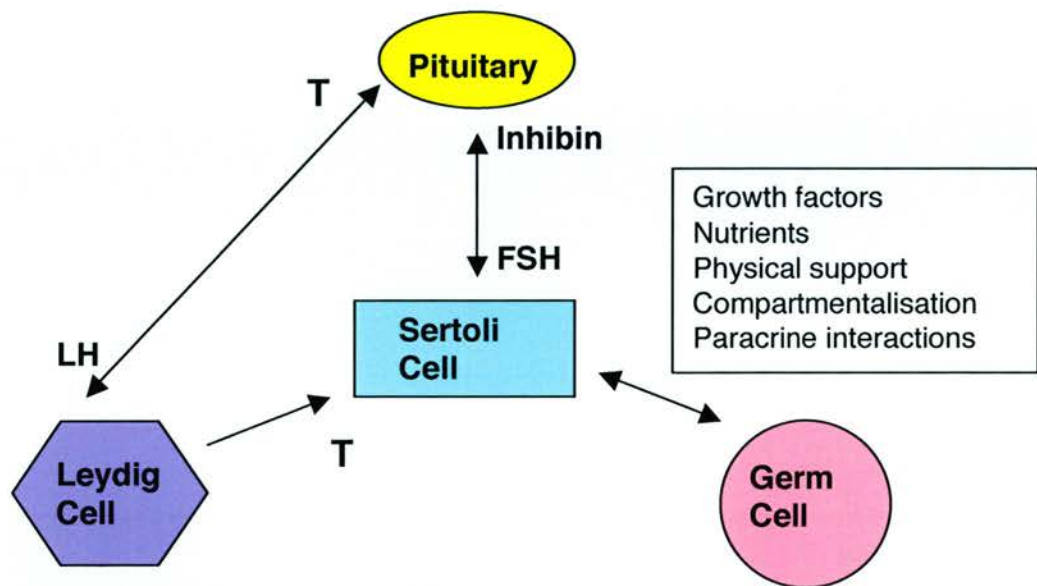 Pituitary
T
Inhibin
FSH
Growth factors
Nutrients
Physical support
Compartmentalisation
Paracrine interactions
Sertoli
Cell
LH
T
Leydig
Cell
Germ
Cell